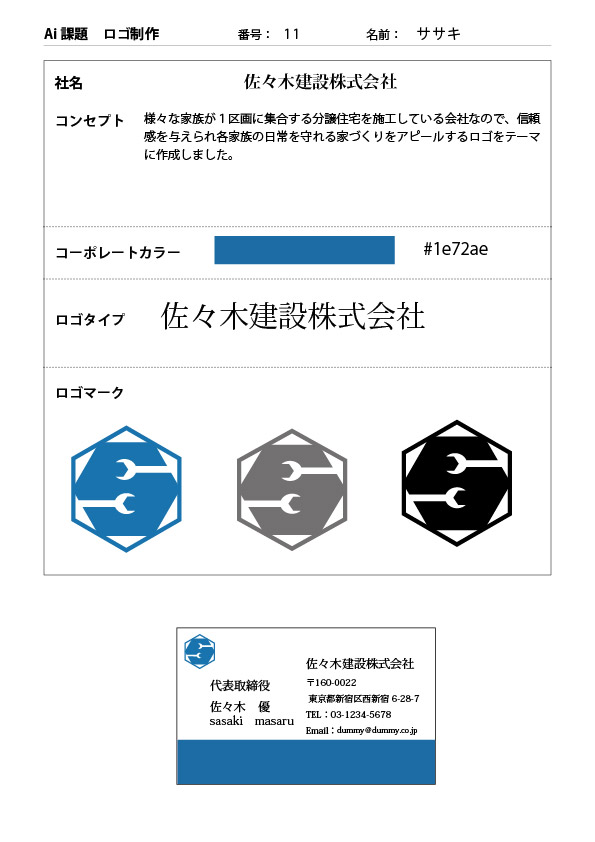 Ai 課題　ロゴ制作　番号： 11　名前： ササキ
社名　佐々木建設株式会社
コンセプト　様々な家族が１区画に集合する分譲住宅を施工している会社なので、信頼
感を与えられ各家族の日常を守れる家づくりをアピールするロゴをテーマ
に作成しました。
コーポレートカラー　#1e72ae
ロゴタイプ　佐々木建設株式会社
ロゴマーク
佐々木建設株式会社
代表取締役
佐々木　優
sasaki　masaru
〒160-0022
東京都新宿区西新宿 6-28-7
TEL：03-1234-5678
Email：dummy@dummy.co.jp